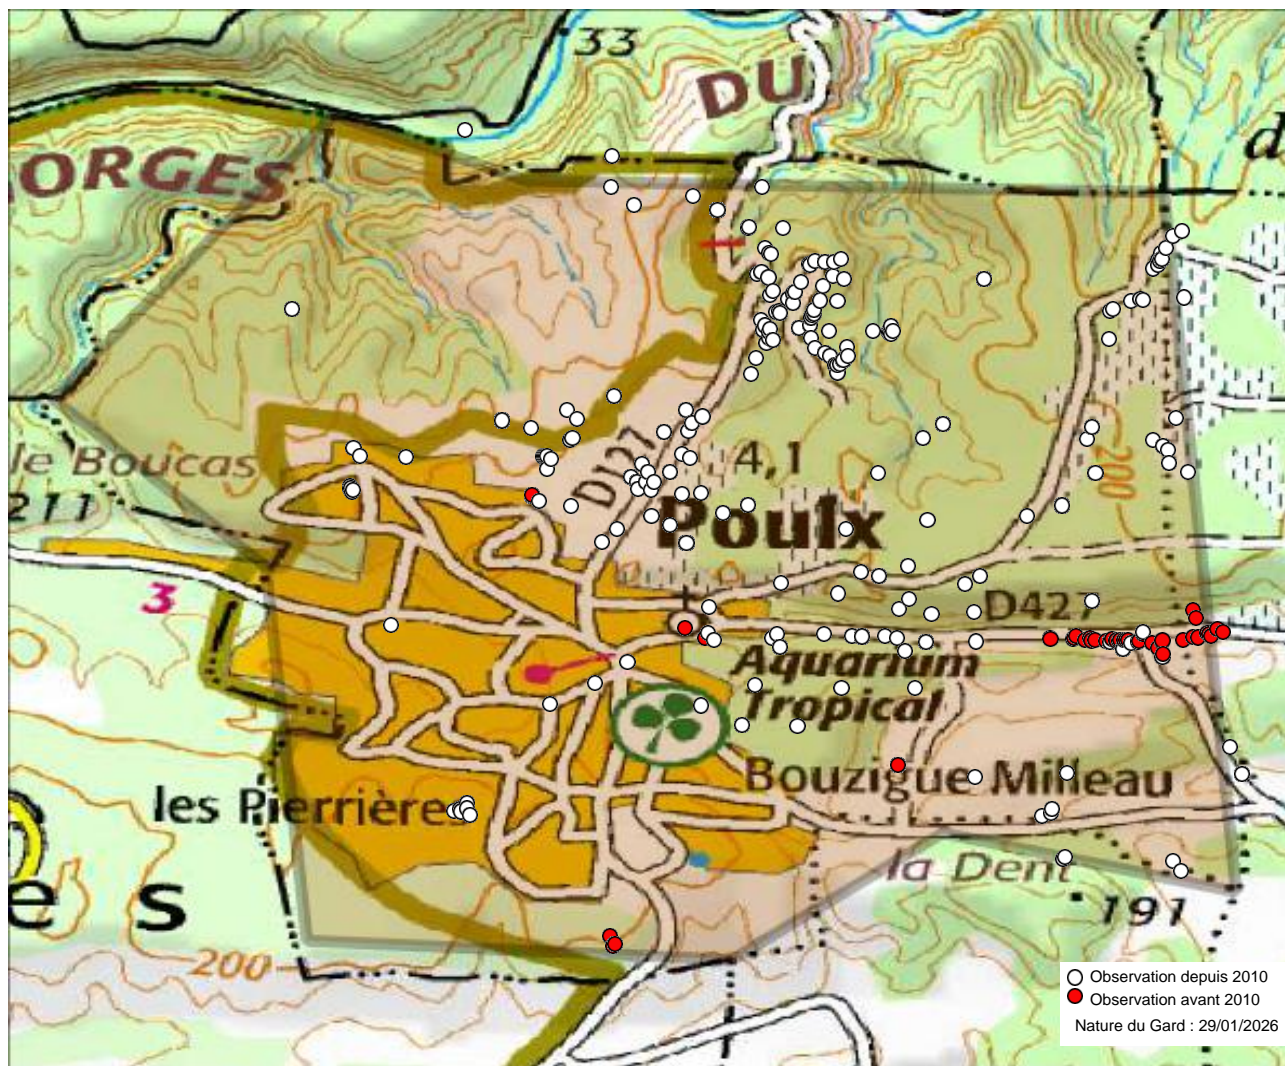 33
DU
GORGES
d
le Boucas
211
D127
4,1
200
Poulx
3
D427
Aquarium
Tropical
Bouzigue Milleau
les Pierrières
la Dent
191
e s
200
Observation depuis 2010
Observation avant 2010
Nature du Gard : 29/01/2026